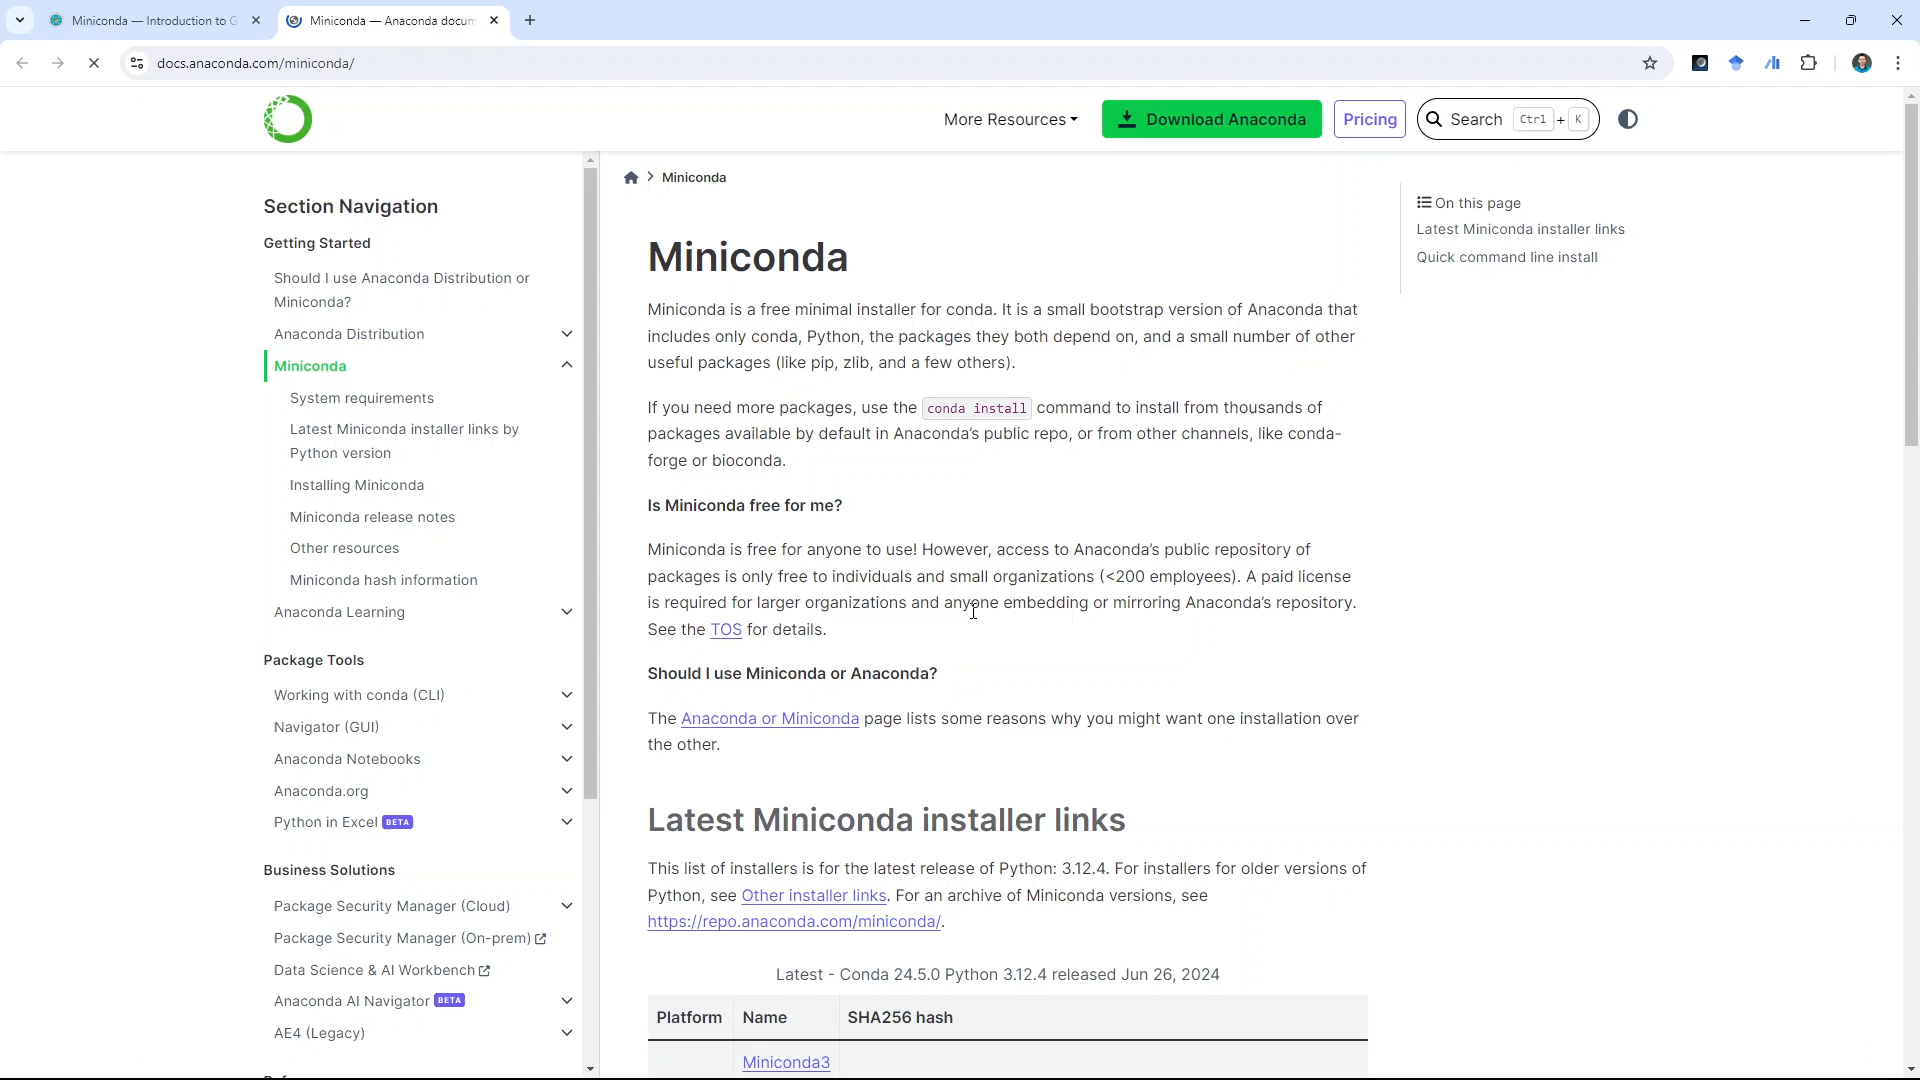 Miniconda — Introduction to G
Miniconda — Anaconda docum
docs.anaconda.com/miniconda/
More Resources
Download Anaconda
Pricing
Search Ctrl + K
Section Navigation
Getting Started
Should I use Anaconda Distribution or
Miniconda?
Anaconda Distribution
Miniconda
System requirements
Latest Miniconda installer links by
Python version
Installing Miniconda
Miniconda release notes
Other resources
Miniconda hash information
Anaconda Learning
Package Tools
Working with conda (CLI)
Navigator (GUI)
Anaconda Notebooks
Anaconda.org
Python in Excel BETA
Business Solutions
Package Security Manager (Cloud)
Package Security Manager (On-prem)
Data Science & AI Workbench
Anaconda AI Navigator BETA
AE4 (Legacy)
Miniconda
Miniconda
Miniconda is a free minimal installer for conda. It is a small bootstrap version of Anaconda that
includes only conda, Python, the packages they both depend on, and a small number of other
useful packages (like pip, zlib, and a few others).
If you need more packages, use the conda install command to install from thousands of
packages available by default in Anaconda's public repo, or from other channels, like conda-
forge or bioconda.
Is Miniconda free for me?
Miniconda is free for anyone to use! However, access to Anaconda's public repository of
packages is only free to individuals and small organizations (<200 employees). A paid license
is required for larger organizations and anyone embedding or mirroring Anaconda's repository.
See the TOS for details.
Should I use Miniconda or Anaconda?
The Anaconda or Miniconda page lists some reasons why you might want one installation over
the other.
Latest Miniconda installer links
This list of installers is for the latest release of Python: 3.12.4. For installers for older versions of
Python, see Other installer links. For an archive of Miniconda versions, see
https://repo.anaconda.com/miniconda/.
Latest - Conda 24.5.0 Python 3.12.4 released Jun 26, 2024
Platform Name SHA256 hash
Miniconda3
On this page
Latest Miniconda installer links
Quick command line install